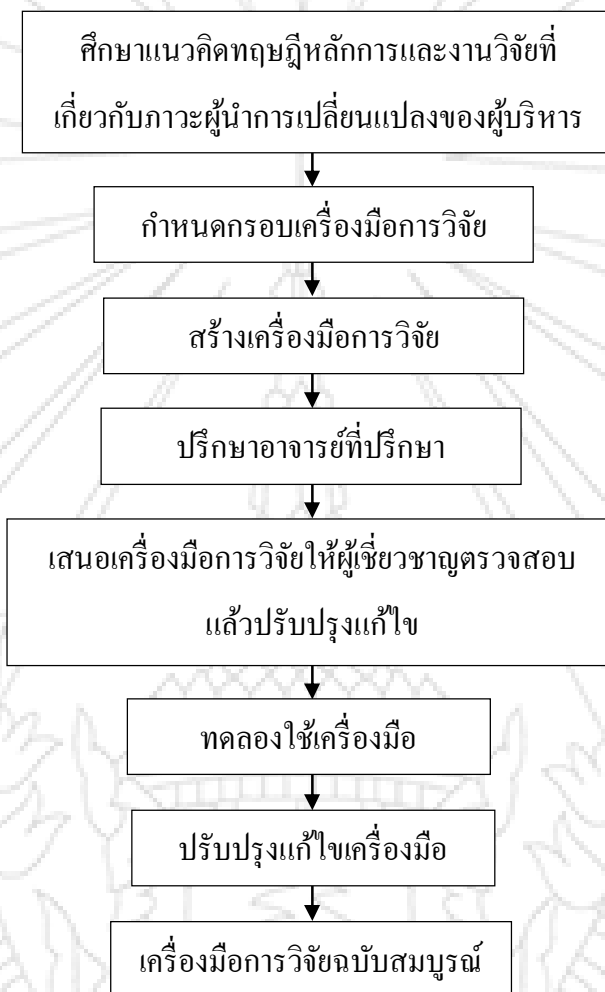 ศึกษาแนวคิดทฤษฎีหลักการและงานวิจัยที่
เกี่ยวกับภาวะผู้นำการเปลี่ยนแปลงของผู้บริหาร
กำหนดกรอบเครื่องมือการวิจัย
สร้างเครื่องมือการวิจัย
ปรึกษาอาจารย์ที่ปรึกษา
เสนอเครื่องมือการวิจัยให้ผู้เชี่ยวชาญตรวจสอบ
แล้วปรับปรุงแก้ไข
ทดลองใช้เครื่องมือ
ปรับปรุงแก้ไขเครื่องมือ
เครื่องมือการวิจัยฉบับสมบูรณ์